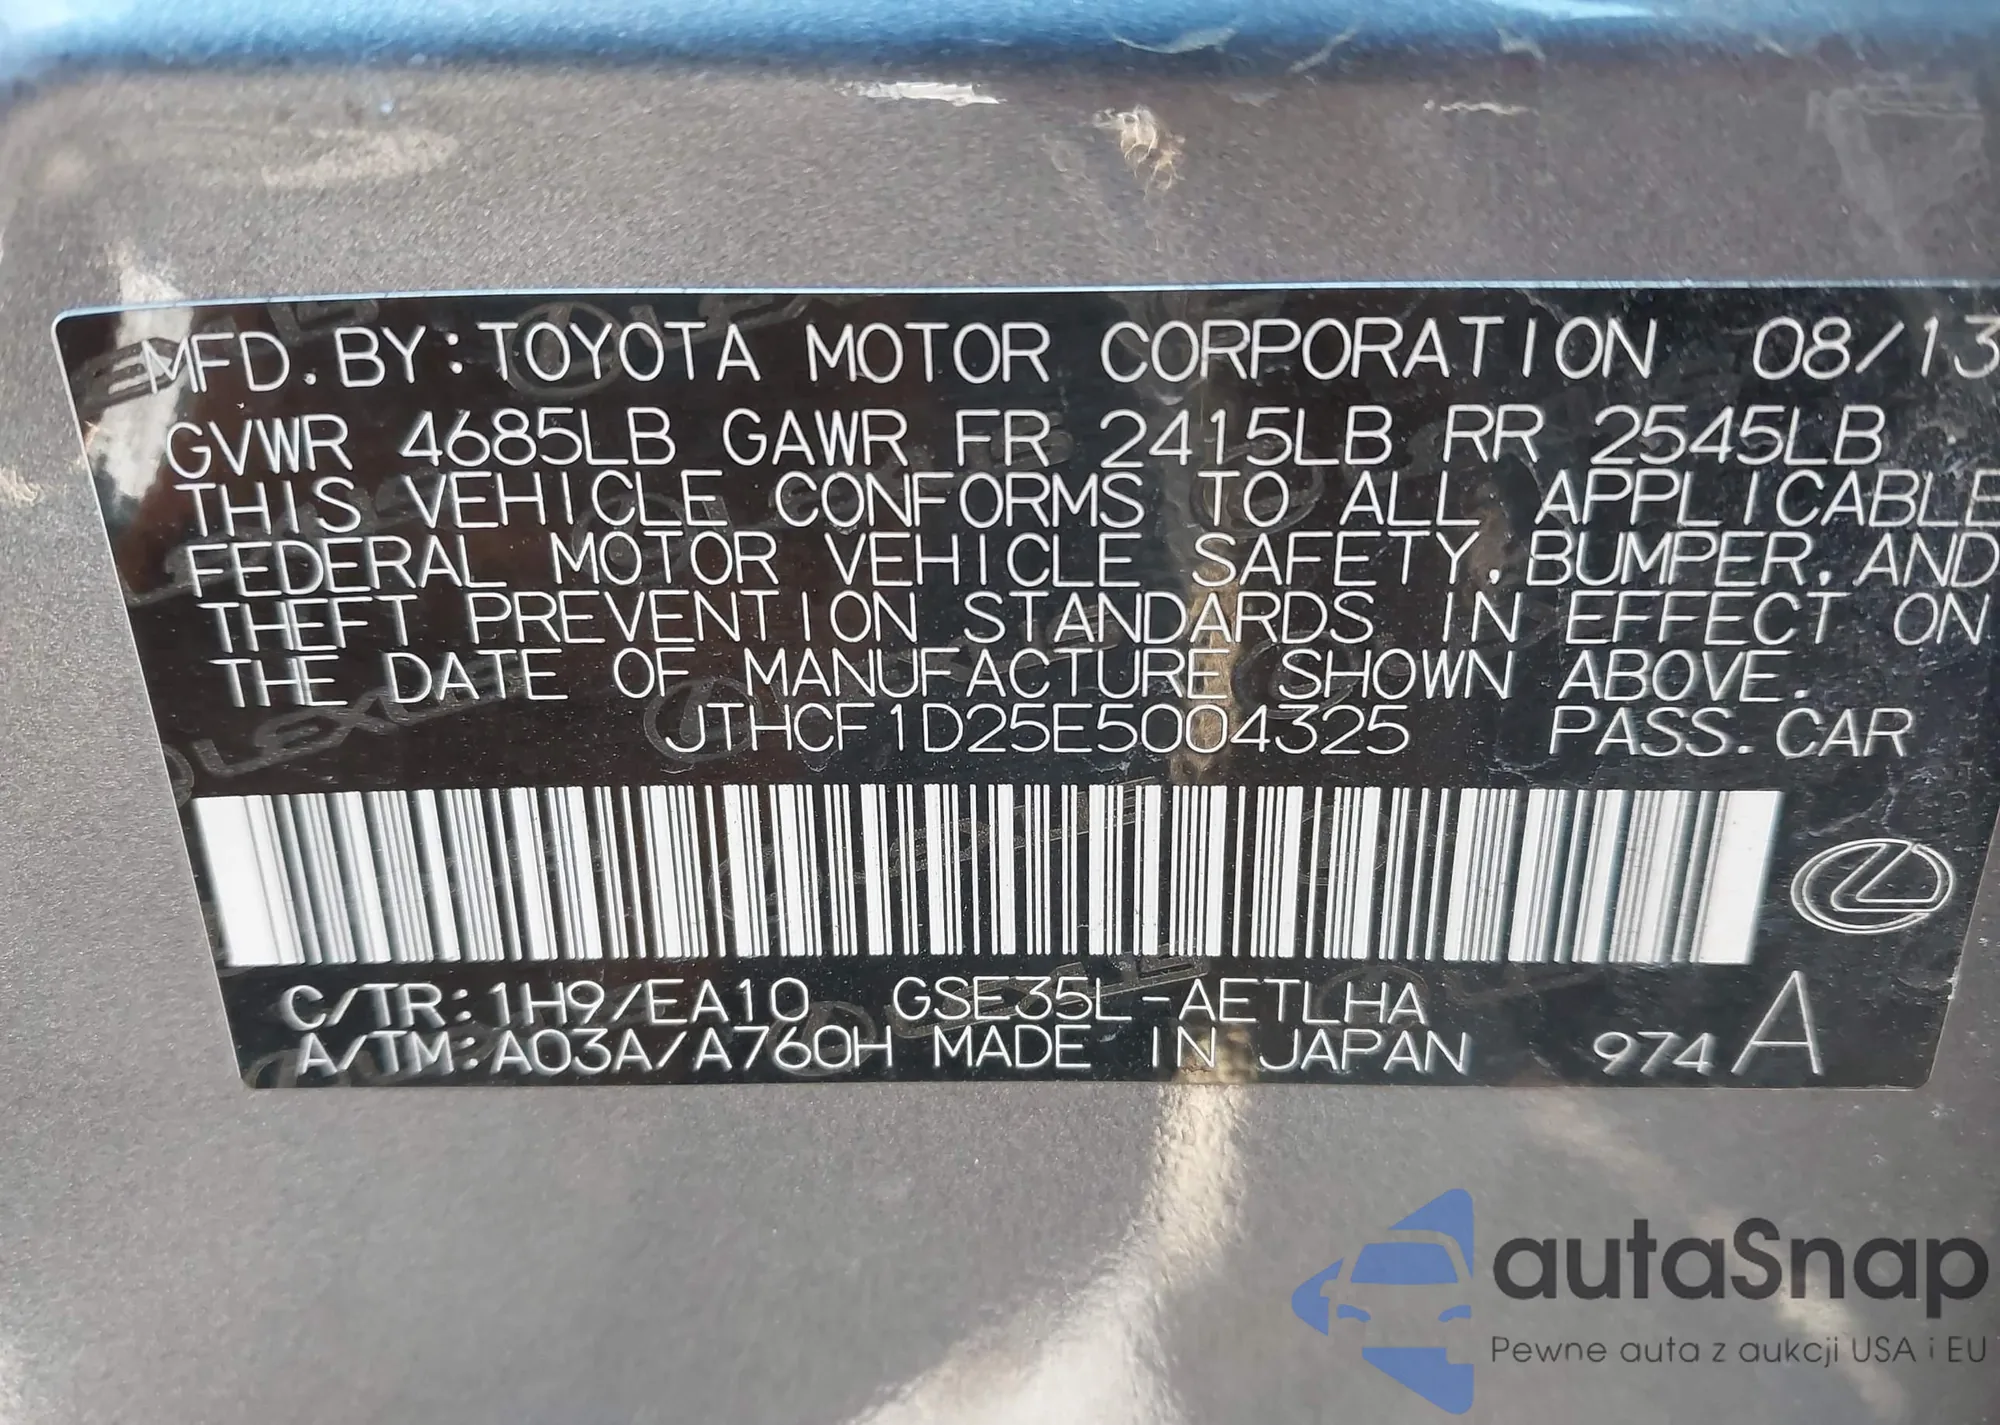 MFD. BY: TOYOTA MOTOR CORPORATION 08/13
GVWR 4685LB GAWR FR 2415LB RR 2545LB
THIS VEHICLE CONFORMS TO ALL APPLICABLE
FEDERAL MOTOR VEHICLE SAFETY, BUMPER, AND
THEFT PREVENTION STANDARDS IN EFFECT ON
THE DATE OF MANUFACTURE SHOWN ABOVE.
JTHCF1D25E5004325 PASS. CAR
C/TR: 1H9/EA10 GSE35L-AETLHA
A/TM: A03A/A760H MADE IN JAPAN 974 A
autaSnap
Pewne auta z aukcji USA i EU